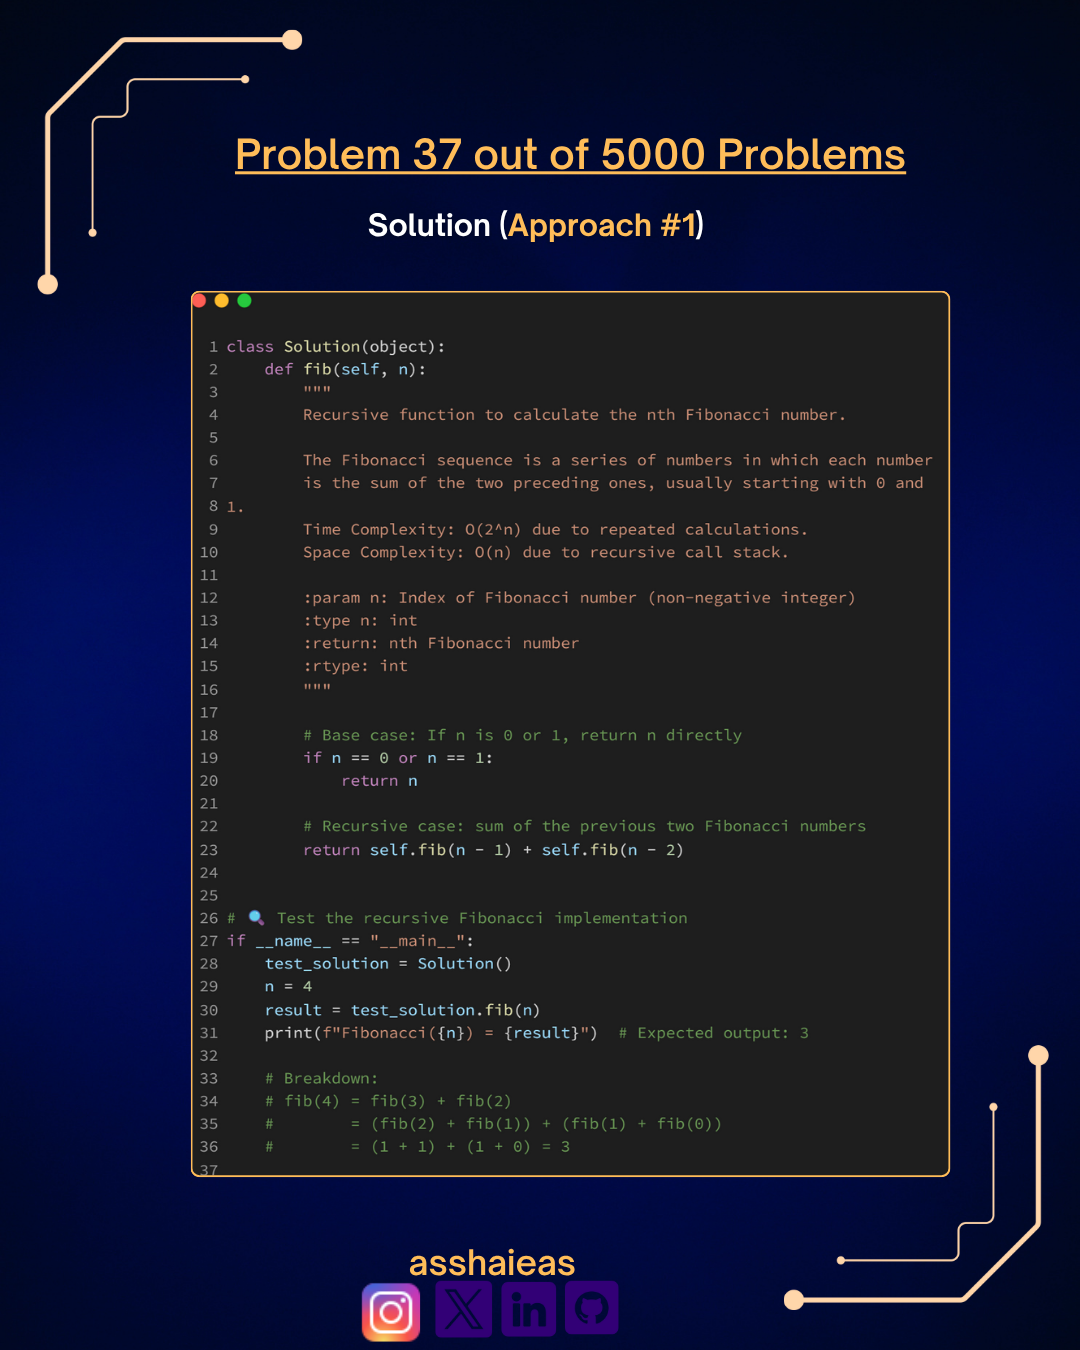 Problem 37 out of 5000 Problems
Solution (Approach #1)
1 class Solution(object):
2     def fib(self, n):
3         """
4         Recursive function to calculate the nth Fibonacci number.
5
6         The Fibonacci sequence is a series of numbers in which each number
7         is the sum of the two preceding ones, usually starting with 0 and
8 1.
9         Time Complexity: O(2^n) due to repeated calculations.
10         Space Complexity: O(n) due to recursive call stack.
11
12         :param n: Index of Fibonacci number (non-negative integer)
13         :type n: int
14         :return: nth Fibonacci number
15         :rtype: int
16         """
17
18         # Base case: If n is 0 or 1, return n directly
19         if n == 0 or n == 1:
20             return n
21
22         # Recursive case: sum of the previous two Fibonacci numbers
23         return self.fib(n - 1) + self.fib(n - 2)
24
25
26 # 🔍 Test the recursive Fibonacci implementation
27 if __name__ == "__main__":
28     test_solution = Solution()
29     n = 4
30     result = test_solution.fib(n)
31     print(f"Fibonacci({n}) = {result}")  # Expected output: 3
32
33     # Breakdown:
34     # fib(4) = fib(3) + fib(2)
35     #        = (fib(2) + fib(1)) + (fib(1) + fib(0))
36     #        = (1 + 1) + (1 + 0) = 3
37
asshaieas